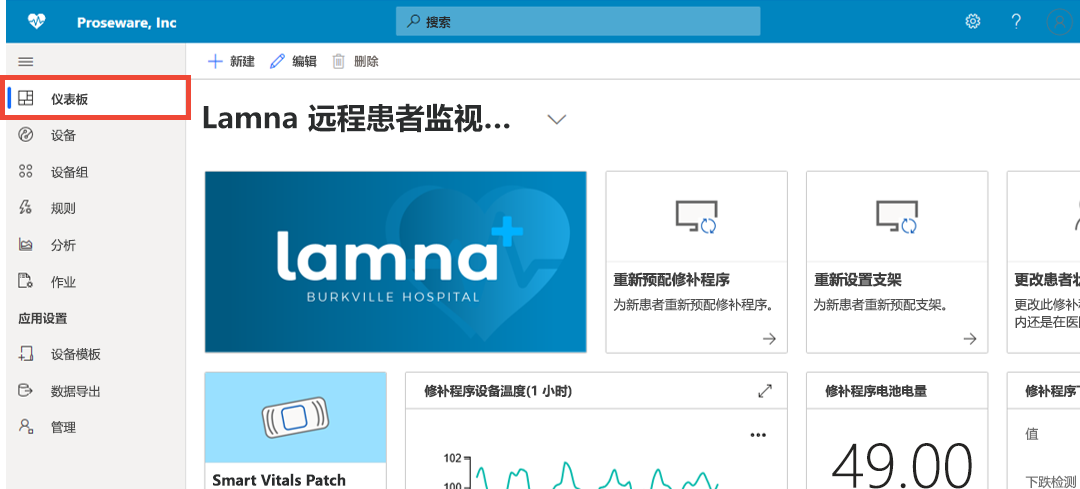 Proseware, Inc
搜索
新建
编辑
删除
仪表板
设备
设备组
规则
分析
作业
应用设置
设备模板
数据导出
管理
Lamna 远程患者监视...
lamna
BURKVILLE HOSPITAL
重新预配修补程序
为新患者重新预配修补程序。
重新设置支架
为新患者重新预配支架。
更改患者
更改此修补
内还是在医
Smart Vitals Patch
修补程序设备温度(1 小时)
102
100
修补程序电池电量
49.00
修补程序
值
下跌检测